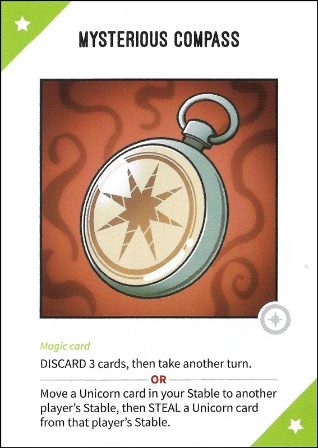 MYSTERIOUS COMPASS
Magic card
DISCARD 3 cards, then take another turn.
OR
Move a Unicorn card in your Stable to another
player's Stable, then STEAL a Unicorn card
from that player's Stable.